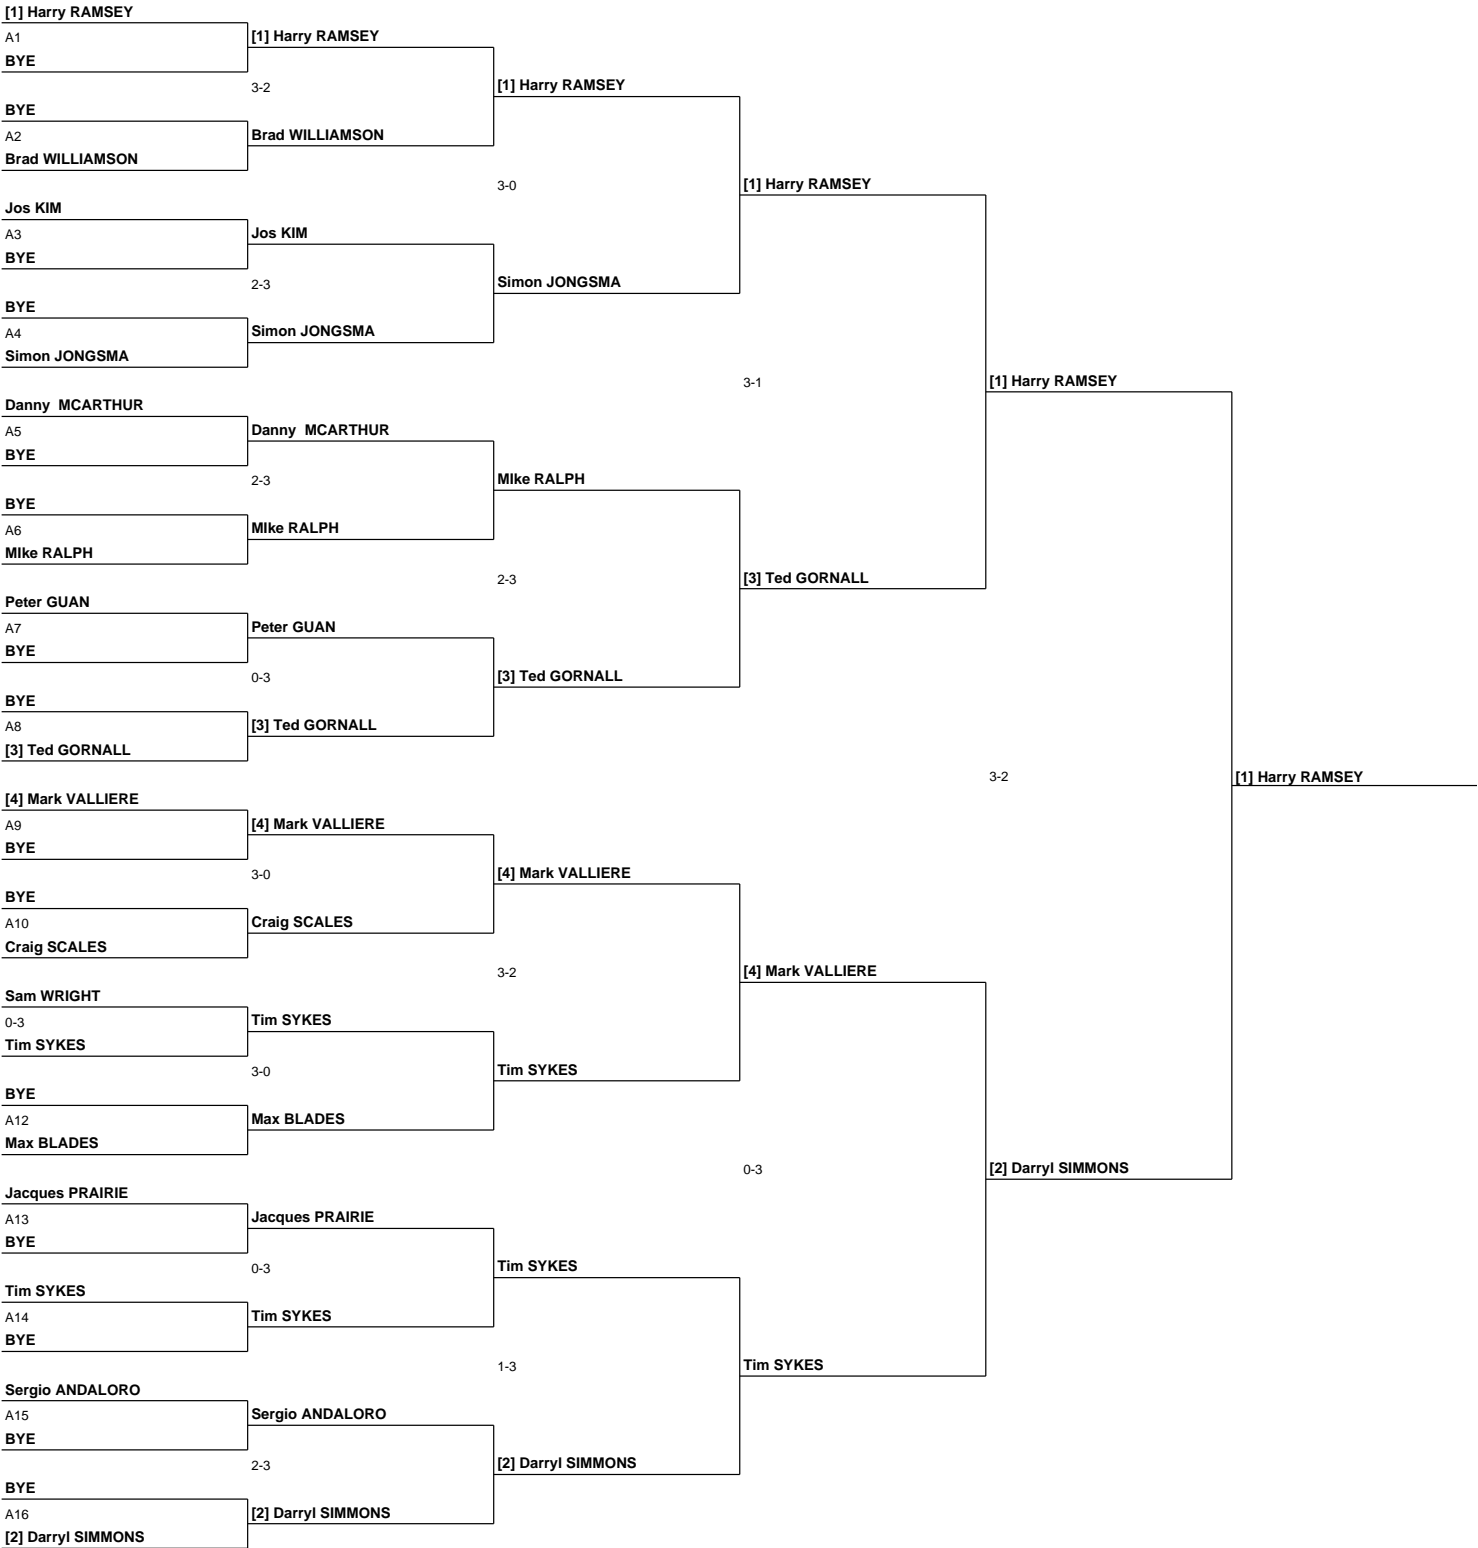 [1] Harry RAMSEY
A1
BYE
BYE
A2
Brad WILLIAMSON
Jos KIM
A3
BYE
BYE
A4
Simon JONGSMA
Danny  MCARTHUR
A5
BYE
BYE
A6
MIke RALPH
Peter GUAN
A7
BYE
BYE
A8
[3] Ted GORNALL
[4] Mark VALLIERE
A9
BYE
BYE
A10
Craig SCALES
Sam WRIGHT
0-3
Tim SYKES
BYE
A12
Max BLADES
Jacques PRAIRIE
A13
BYE
Tim SYKES
A14
BYE
Sergio ANDALORO
A15
BYE
BYE
A16
[2] Darryl SIMMONS
[1] Harry RAMSEY
3-2
Brad WILLIAMSON
Jos KIM
2-3
Simon JONGSMA
Danny  MCARTHUR
2-3
MIke RALPH
Peter GUAN
0-3
[3] Ted GORNALL
[4] Mark VALLIERE
3-0
Craig SCALES
Tim SYKES
3-0
Max BLADES
Jacques PRAIRIE
0-3
Tim SYKES
Sergio ANDALORO
2-3
[2] Darryl SIMMONS
[1] Harry RAMSEY
3-0
Simon JONGSMA
MIke RALPH
2-3
[3] Ted GORNALL
[4] Mark VALLIERE
3-2
Tim SYKES
Tim SYKES
1-3
[2] Darryl SIMMONS
[1] Harry RAMSEY
3-1
[3] Ted GORNALL
[4] Mark VALLIERE
0-3
Tim SYKES
[1] Harry RAMSEY
3-2
[2] Darryl SIMMONS
[1] Harry RAMSEY